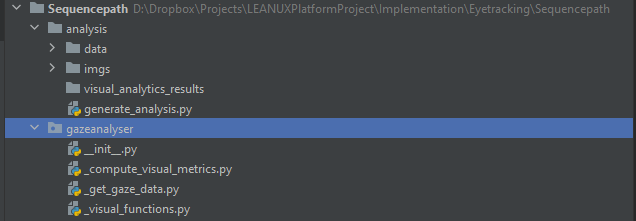 Sequencepath D:\Dropbox\Projects\LEANUXPlatformProject\Implementation\Eyetracking\Sequencepath
analysis
data
imgs
visual_analytics_results
generate_analysis.py
gazeanalyser
__init__.py
_compute_visual_metrics.py
_get_gaze_data.py
_visual_functions.py